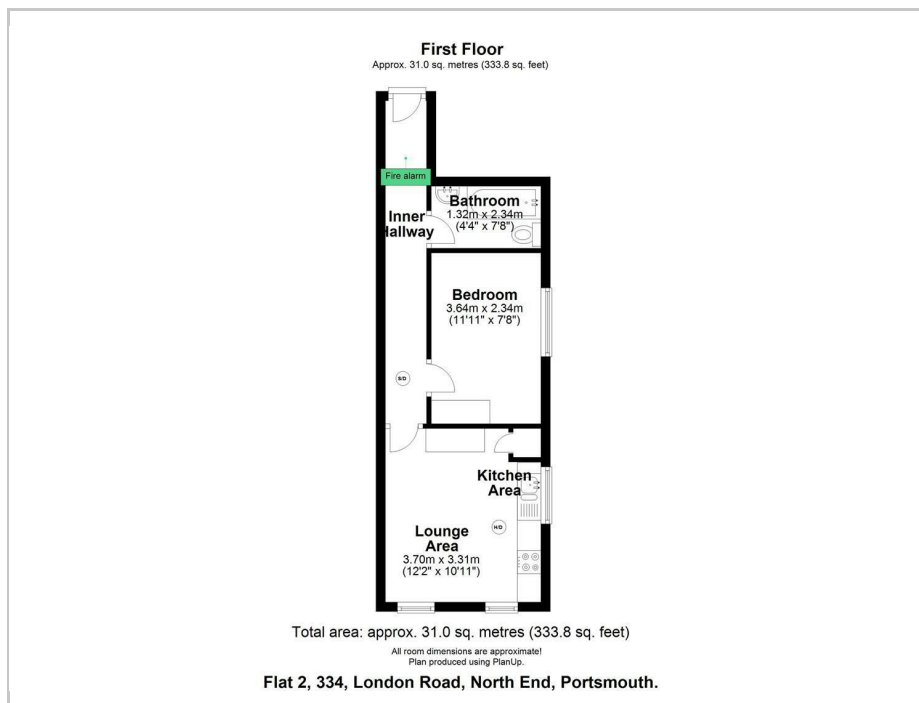 First Floor
Approx. 31.0 sq. metres (333.8 sq. feet)
Fire alarm
Bathroom
1.32m x 2.34m
(4'4" x 7'8")
Inner
Hallway
Bedroom
3.64m x 2.34m
(11'11" x 7'8")
S/D
Kitchen
Area
H/D
Lounge
Area
3.70m x 3.31m
(12'2" x 10'11")
Total area: approx. 31.0 sq. metres (333.8 sq. feet)
All room dimensions are approximate!
Plan produced using PlanUp.
Flat 2, 334, London Road, North End, Portsmouth.